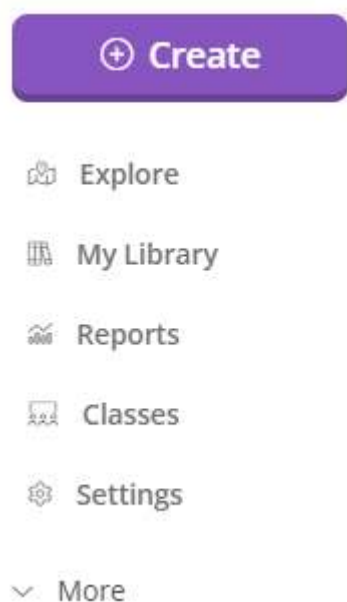 Create
Explore
My Library
Reports
Classes
Settings
More